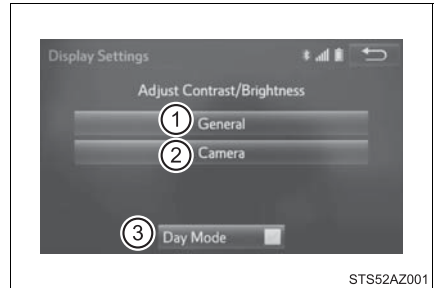 Display Settings
Adjust Contrast/Brightness
1 General
2 Camera
3 Day Mode
STS52AZ001